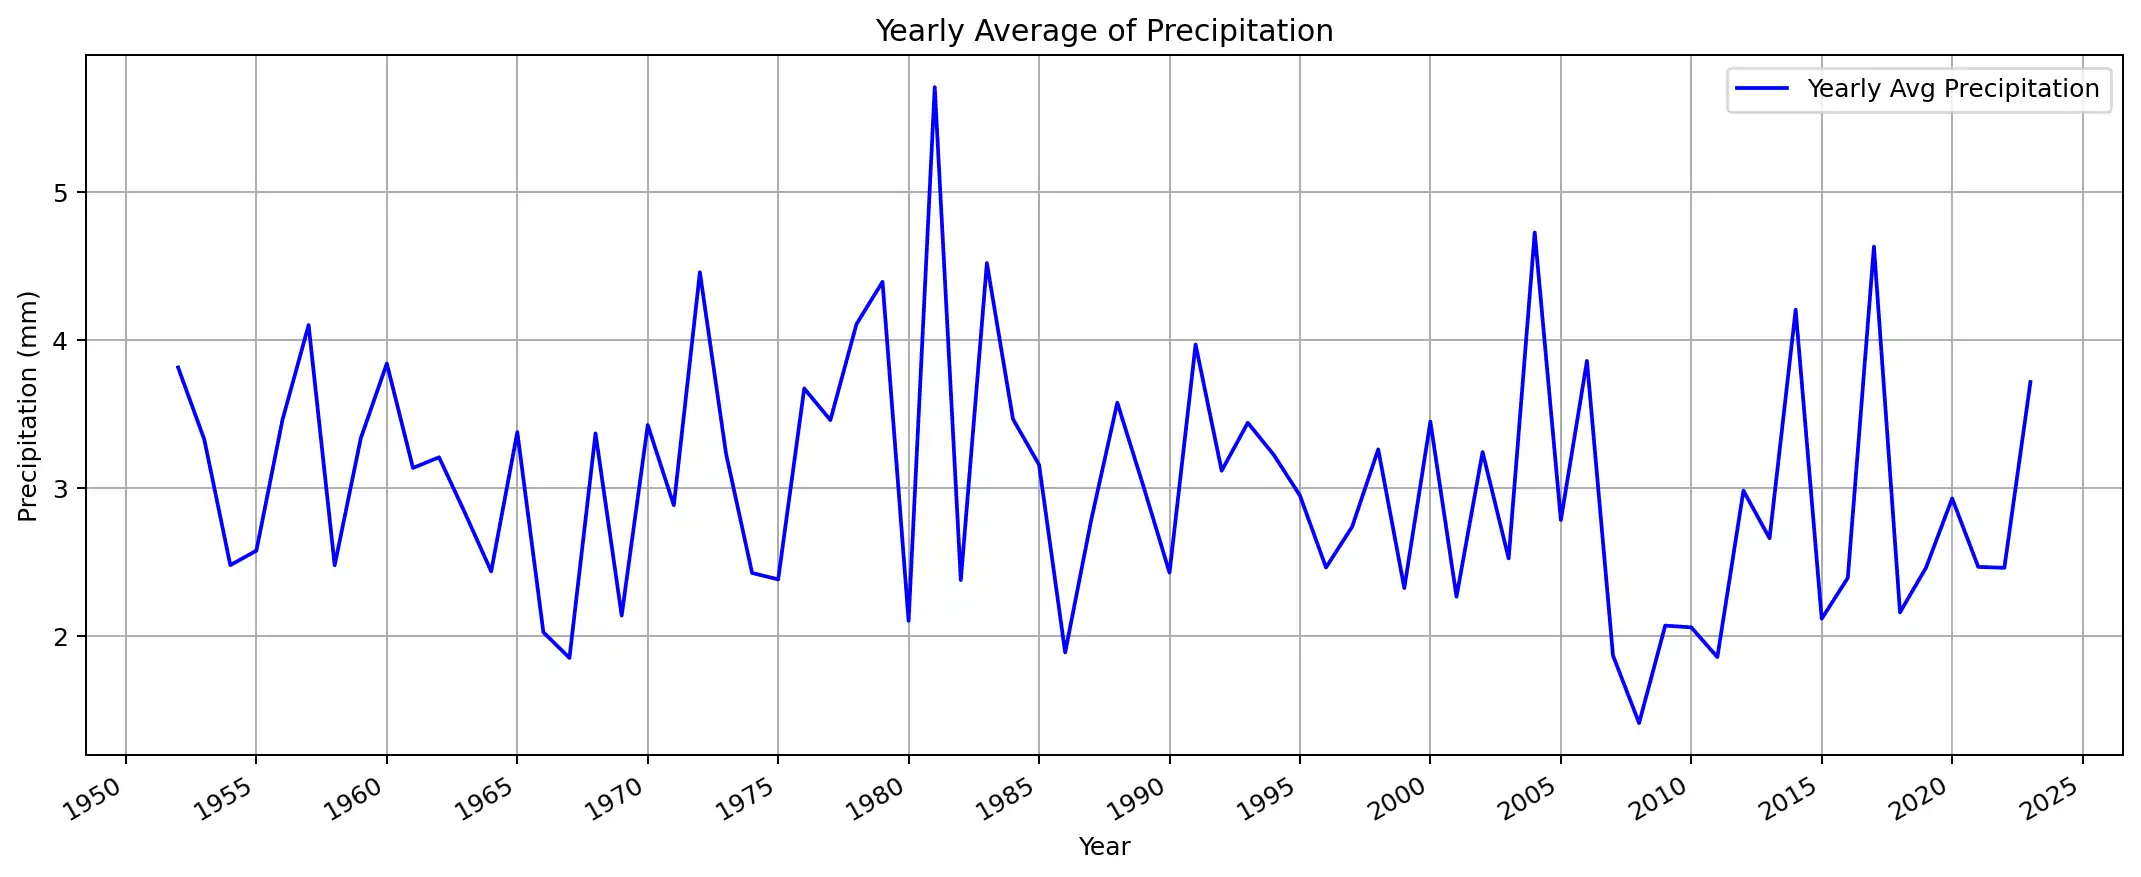 Yearly Average of Precipitation
Yearly Avg Precipitation
Precipitation (mm)
5
4
3
2
1950 1955 1960 1965 1970 1975 1980 1985 1990 1995 2000 2005 2010 2015 2020 2025
Year